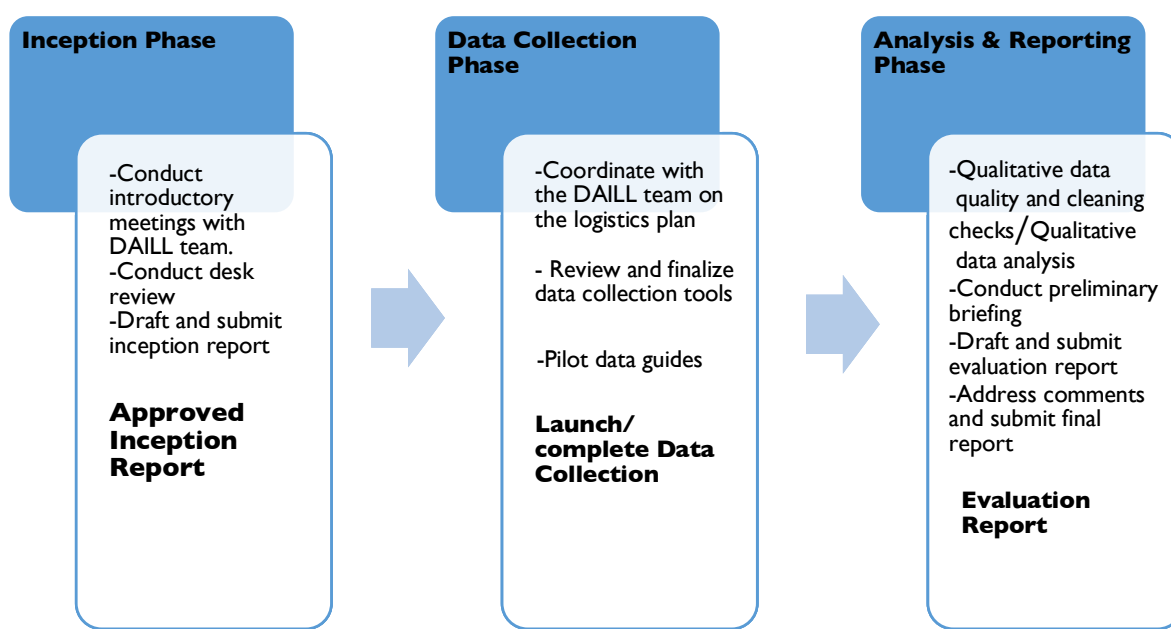 Inception Phase
-Conduct
introductory
meetings with
DAILL team.
-Conduct desk
review
-Draft and submit
inception report
Approved
Inception
Report
Data Collection
Phase
-Coordinate with
the DAILL team on
the logistics plan
- Review and finalize
data collection tools
-Pilot data guides
Launch/
complete Data
Collection
Analysis & Reporting
Phase
-Qualitative data
quality and cleaning
checks/Qualitative
data analysis
-Conduct preliminary
briefing
-Draft and submit
evaluation report
-Address comments
and submit final
report
Evaluation
Report